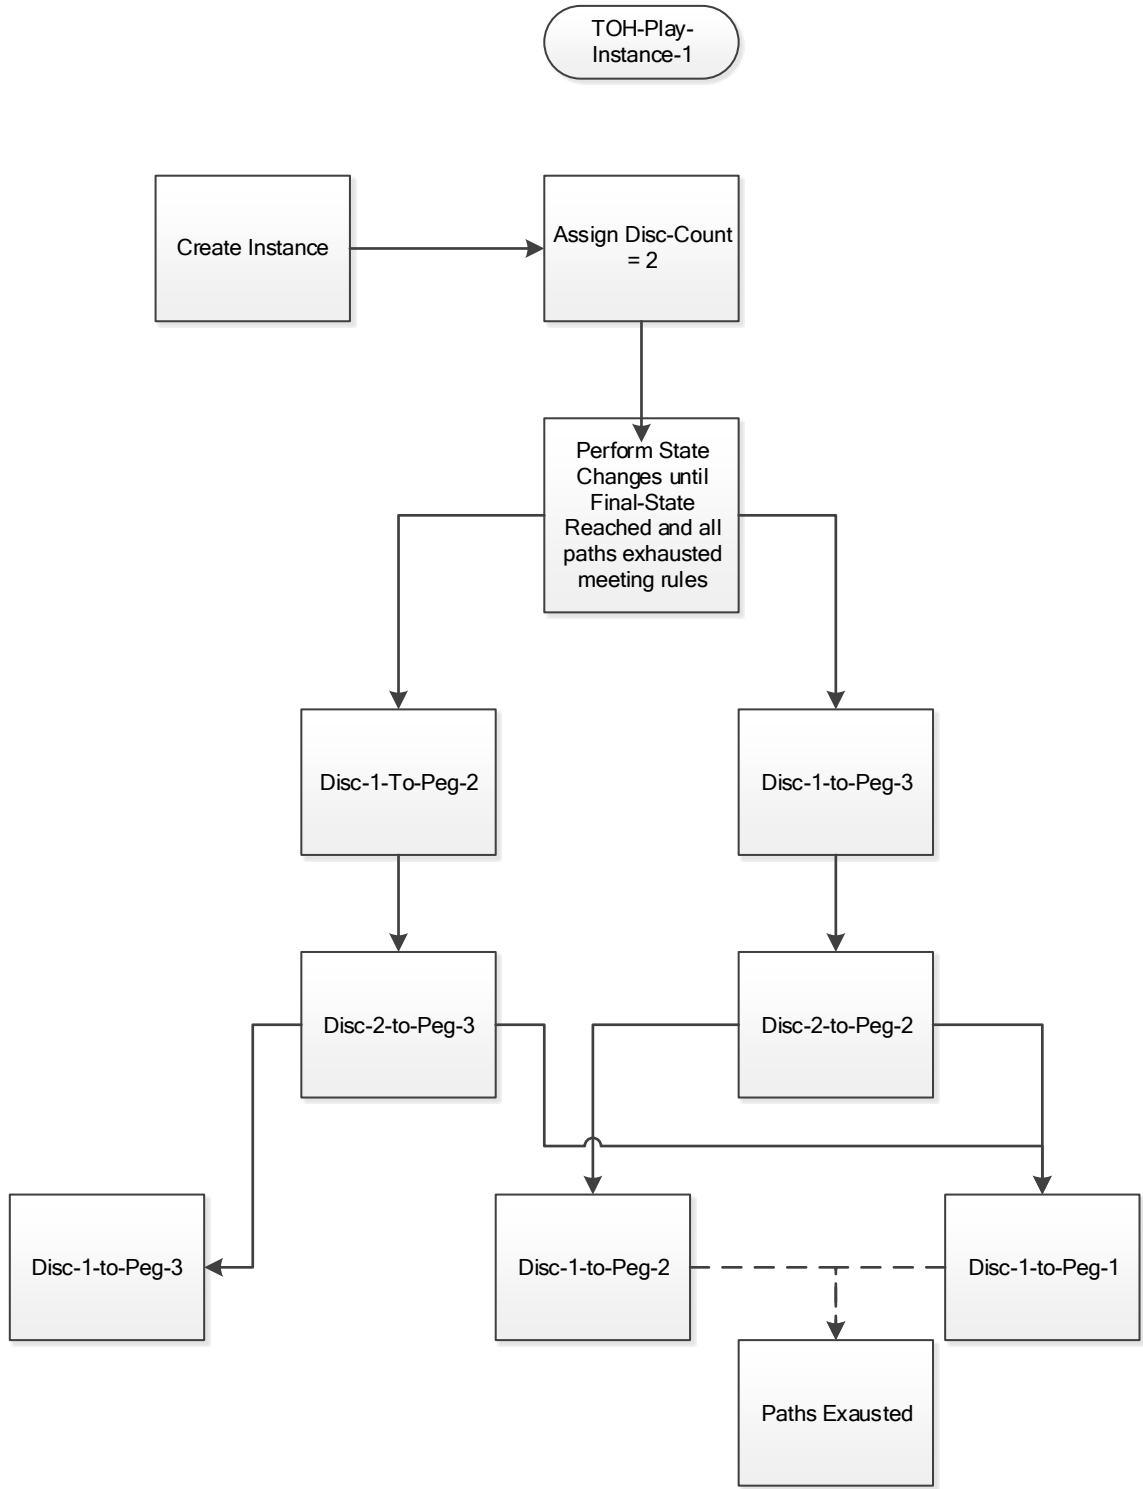 TOH-Play-
Instance-1
Create Instance
Assign Disc-Count
= 2
Perform State
Changes until
Final-State
Reached and all
paths exhausted
meeting rules
Disc-1-To-Peg-2
Disc-1-to-Peg-3
Disc-2-to-Peg-3
Disc-2-to-Peg-2
Disc-1-to-Peg-3
Disc-1-to-Peg-2
Disc-1-to-Peg-1
Paths Exausted